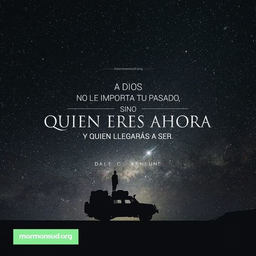 A DIOS
NO LE IMPORTA TU PASADO,
SINO
QUIEN ERES AHORA
Y QUIEN LLEGARÁS A SER.
DALE G. RENLUND
mormonsud.org